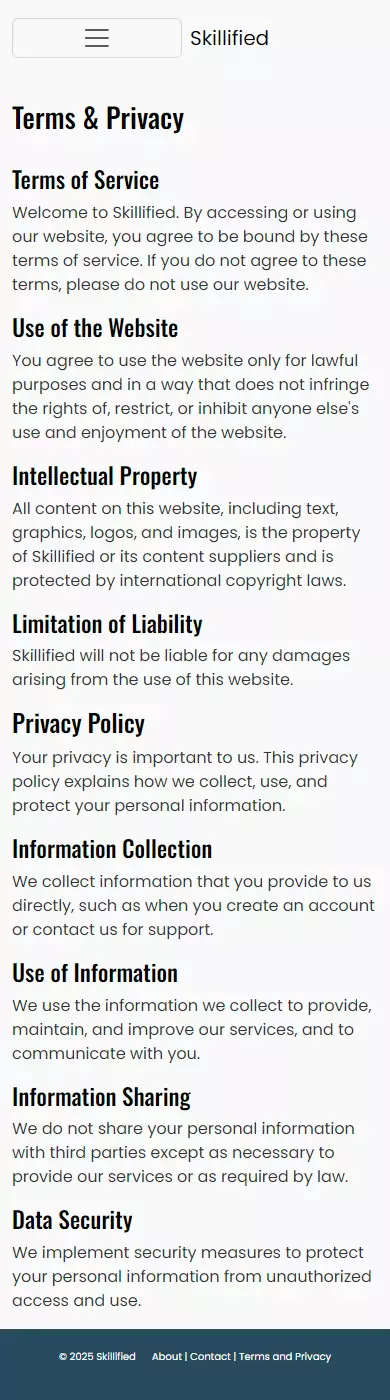 Skillified
Terms & Privacy
Terms of Service
Welcome to Skillified. By accessing or using
our website, you agree to be bound by these
terms of service. If you do not agree to these
terms, please do not use our website.
Use of the Website
You agree to use the website only for lawful
purposes and in a way that does not infringe
the rights of, restrict, or inhibit anyone else's
use and enjoyment of the website.
Intellectual Property
All content on this website, including text,
graphics, logos, and images, is the property
of Skillified or its content suppliers and is
protected by international copyright laws.
Limitation of Liability
Skillified will not be liable for any damages
arising from the use of this website.
Privacy Policy
Your privacy is important to us. This privacy
policy explains how we collect, use, and
protect your personal information.
Information Collection
We collect information that you provide to us
directly, such as when you create an account
or contact us for support.
Use of Information
We use the information we collect to provide,
maintain, and improve our services, and to
communicate with you.
Information Sharing
We do not share your personal information
with third parties except as necessary to
provide our services or as required by law.
Data Security
We implement security measures to protect
your personal information from unauthorized
access and use.
© 2025 Skillified About | Contact | Terms and Privacy